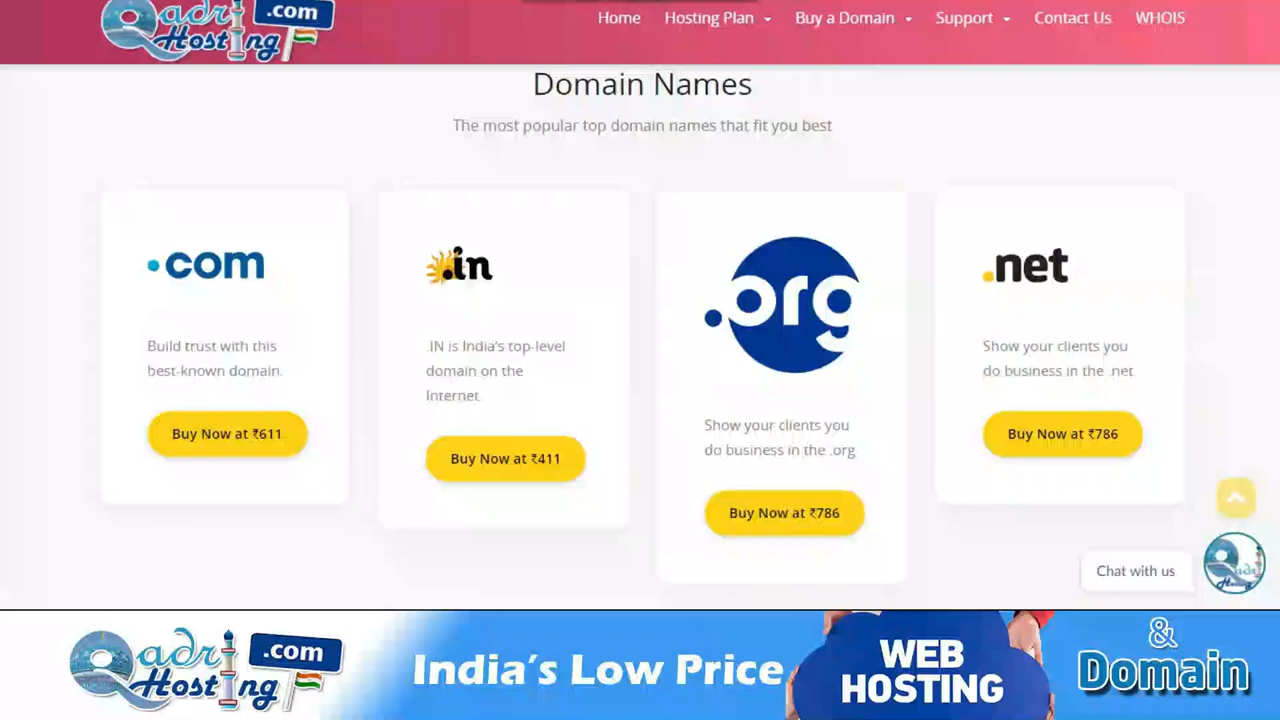 Qadri
Hosting
.com
Home
Hosting Plan
Buy a Domain
Support
Contact Us
WHOIS
Domain Names
The most popular top domain names that fit you best
.com
Build trust with this
best-known domain.
Buy Now at ₹611
.in
.IN is India's top-level
domain on the
Internet.
Buy Now at ₹411
.org
Show your clients you
do business in the .org
Buy Now at ₹786
.net
Show your clients you
do business in the .net
Buy Now at ₹786
Chat with us
Qadri
Hosting
Qadri
Hosting
.com
India's Low Price
WEB
HOSTING
&
Domain